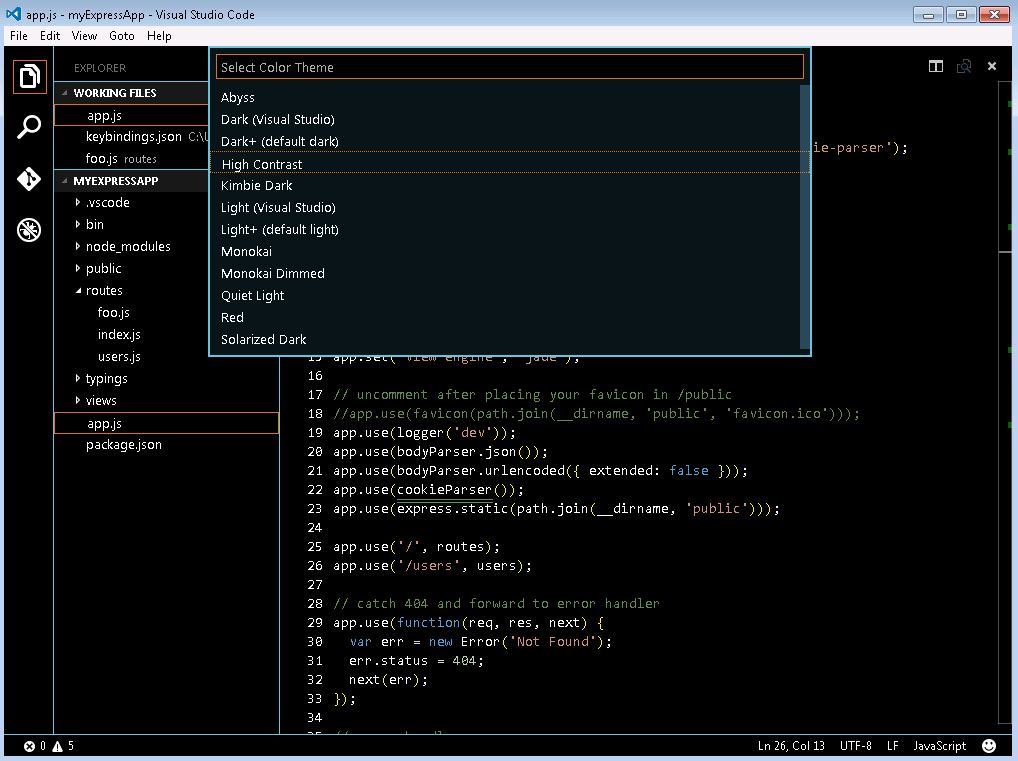 app.js - myExpressApp - Visual Studio Code
File Edit View Goto Help
EXPLORER
WORKING FILES
app.js
keybindings.json C:\U
foo.js routes
MYEXPRESSAPP
.vscode
bin
node_modules
public
routes
foo.js
index.js
users.js
typings
views
app.js
package.json
Select Color Theme
Abyss
Dark (Visual Studio)
Dark+ (default dark)
High Contrast
Kimbie Dark
Light (Visual Studio)
Light+ (default light)
Monokai
Monokai Dimmed
Quiet Light
Red
Solarized Dark
ie-parser');
15 app.set('view engine', 'jade');
16
17 // uncomment after placing your favicon in /public
18 //app.use(favicon(path.join(__dirname, 'public', 'favicon.ico')));
19 app.use(logger('dev'));
20 app.use(bodyParser.json());
21 app.use(bodyParser.urlencoded({ extended: false }));
22 app.use(cookieParser());
23 app.use(express.static(path.join(__dirname, 'public')));
24
25 app.use('/', routes);
26 app.use('/users', users);
27
28 // catch 404 and forward to error handler
29 app.use(function(req, res, next) {
30 var err = new Error('Not Found');
31 err.status = 404;
32 next(err);
33 });
34
0 5
Ln 26, Col 13 UTF-8 LF JavaScript